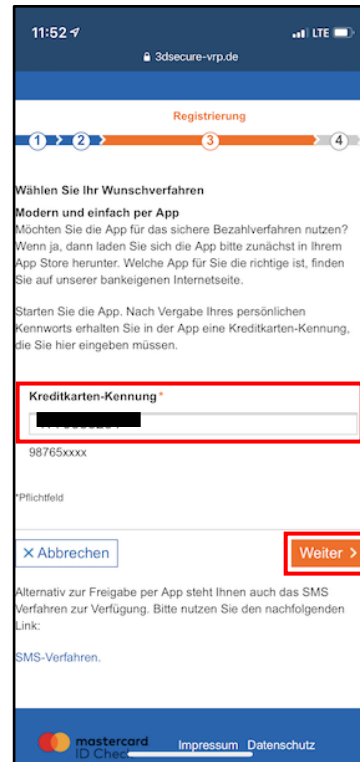 11:52
LTE
3dsecure-vrp.de
Registrierung
1 2 3 4
Wählen Sie Ihr Wunschverfahren
Modern und einfach per App
Möchten Sie die App für das sichere Bezahlverfahren nutzen?
Wenn ja, dann laden Sie sich die App bitte zunächst in Ihrem
App Store herunter. Welche App für Sie die richtige ist, finden
Sie auf unserer bankeigenen Internetseite.
Starten Sie die App. Nach Vergabe Ihres persönlichen
Kennworts erhalten Sie in der App eine Kreditkarten-Kennung,
die Sie hier eingeben müssen.
Kreditkarten-Kennung*
98765xxxx
*Pflichtfeld
Abbrechen
Weiter
Alternativ zur Freigabe per App steht Ihnen auch das SMS
Verfahren zur Verfügung. Bitte nutzen Sie den nachfolgenden
Link:
SMS-Verfahren.
mastercard Impressum Datenschutz
ID Check